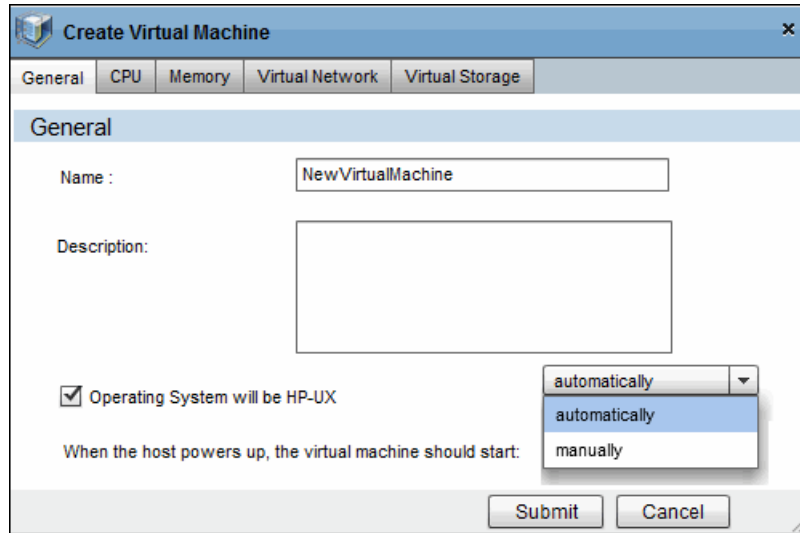 Create Virtual Machine
General CPU Memory Virtual Network Virtual Storage
General
Name : NewVirtualMachine
Description:
automatically
Operating System will be HP-UX
automatically
manually
When the host powers up, the virtual machine should start:
Submit Cancel